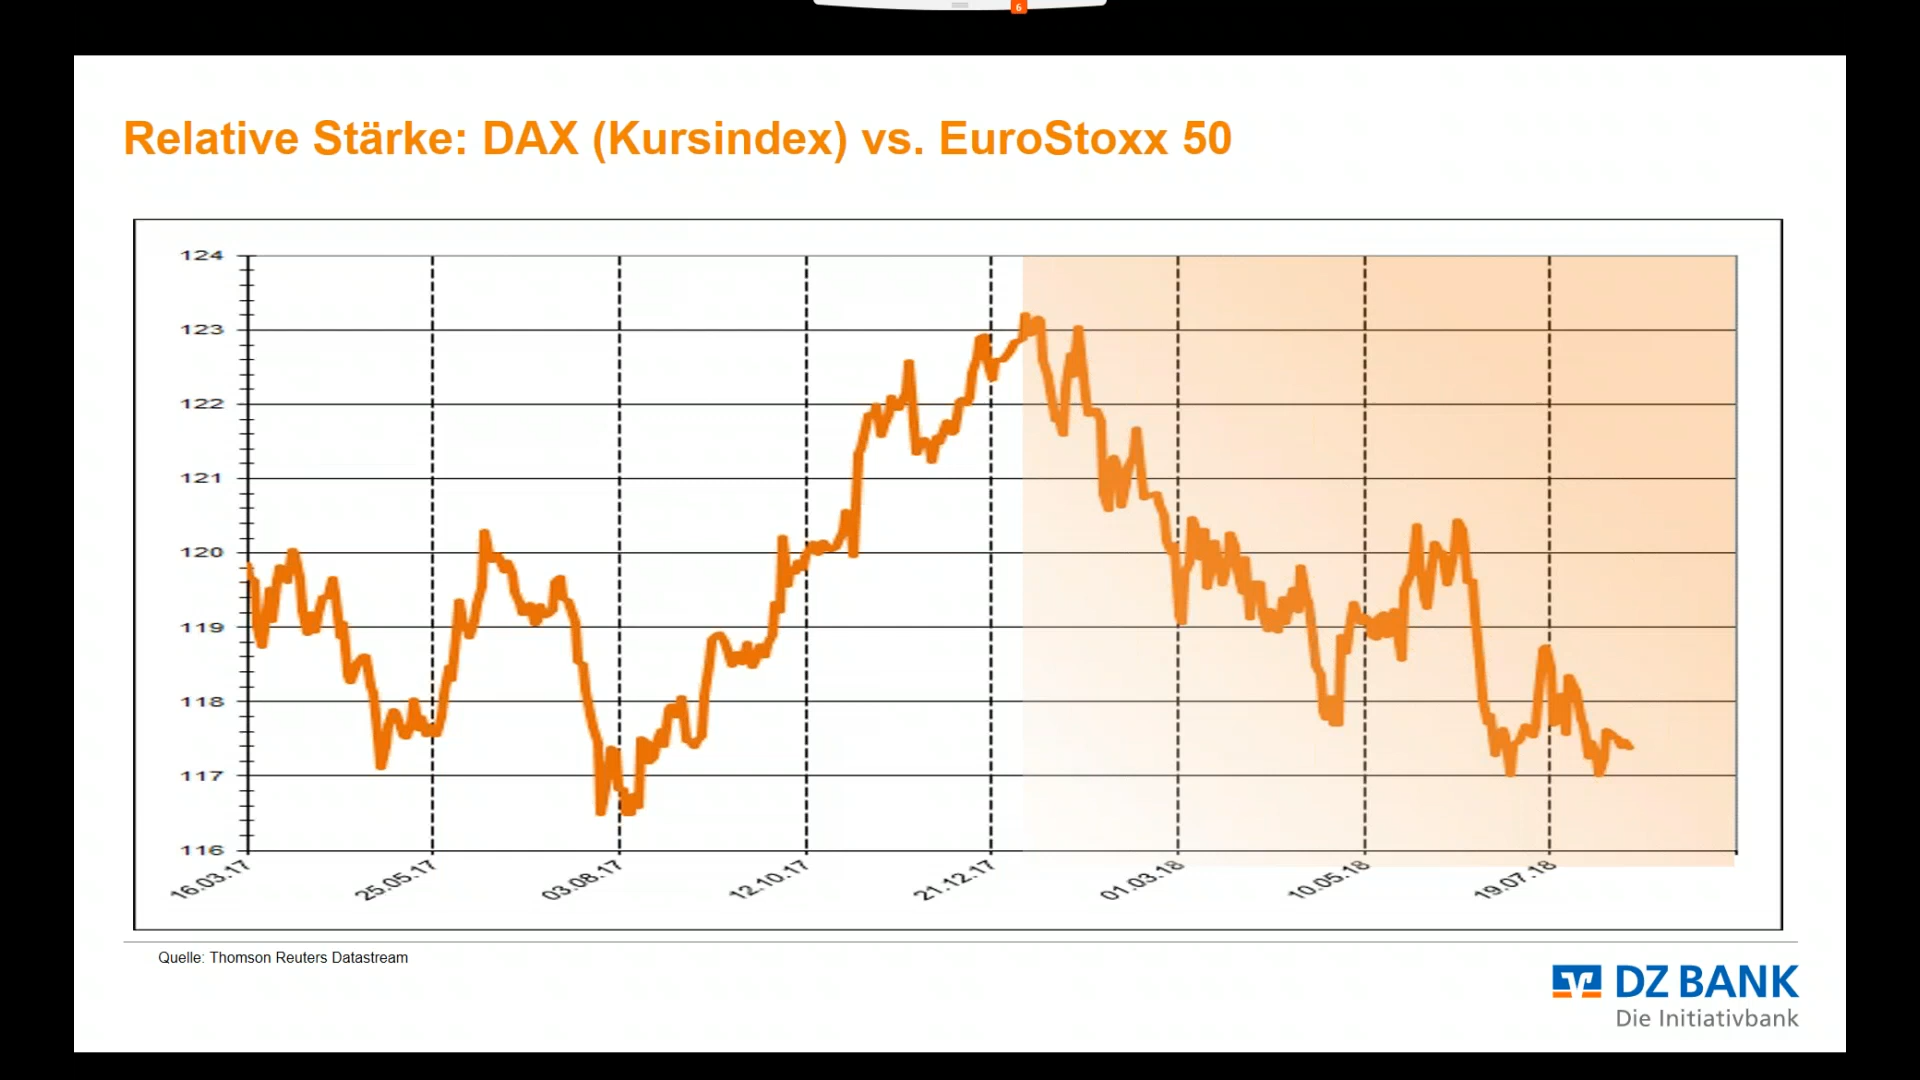 6
Relative Stärke: DAX (Kursindex) vs. EuroStoxx 50
124
123
122
121
120
119
118
117
116
16.03.17 25.05.17 03.08.17 12.10.17 21.12.17 01.03.18 10.05.18 19.07.18
Quelle: Thomson Reuters Datastream
DZ BANK
Die Initiativbank